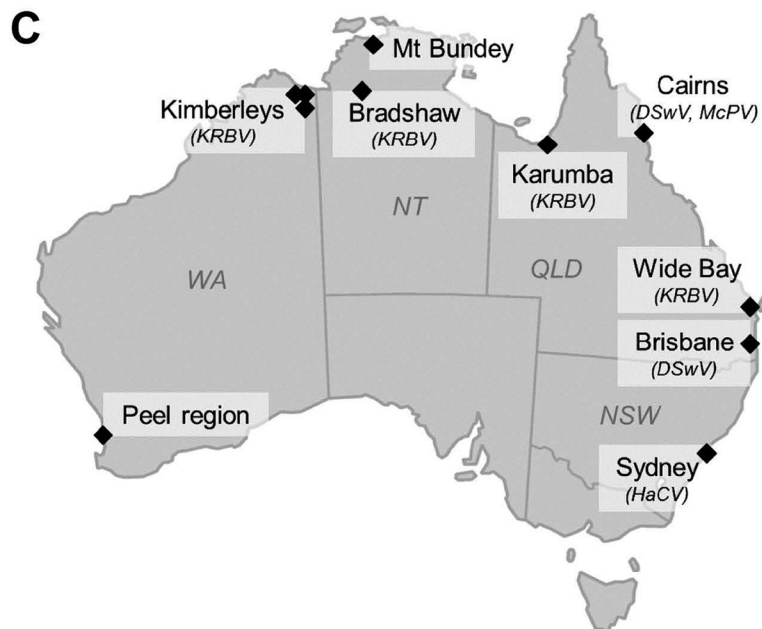 C
Mt Bundey
Kimberleys
(KRBV)
Bradshaw
(KRBV)
Cairns
(DSwV, McPV)
Karumba
(KRBV)
NT
WA
QLD
Wide Bay
(KRBV)
Brisbane
(DSwV)
Peel region
NSW
Sydney
(HaCV)